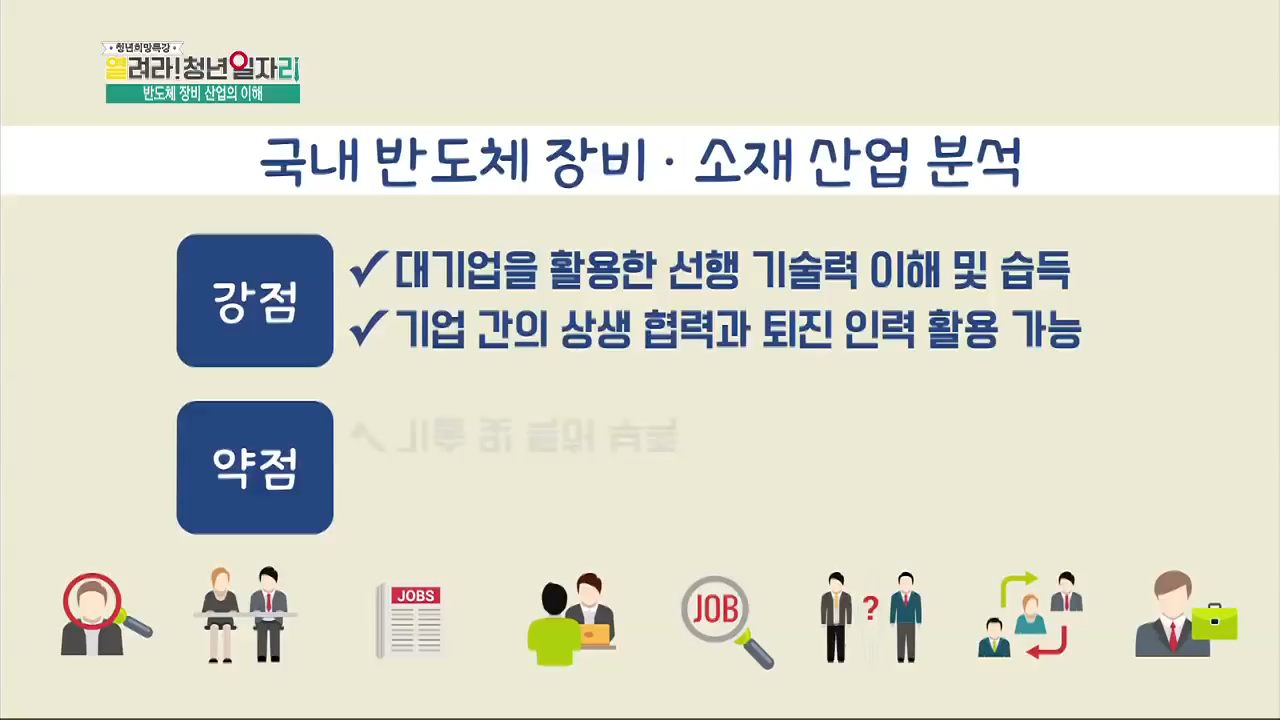 청년희망특강
열려라!청년일자리
반도체 장비 산업의 이해
국내 반도체 장비 · 소재 산업 분석
강점
✓대기업을 활용한 선행 기술력 이해 및 습득
✓기업 간의 상생 협력과 퇴진 인력 활용 가능
약점
JOBS
JOB
?